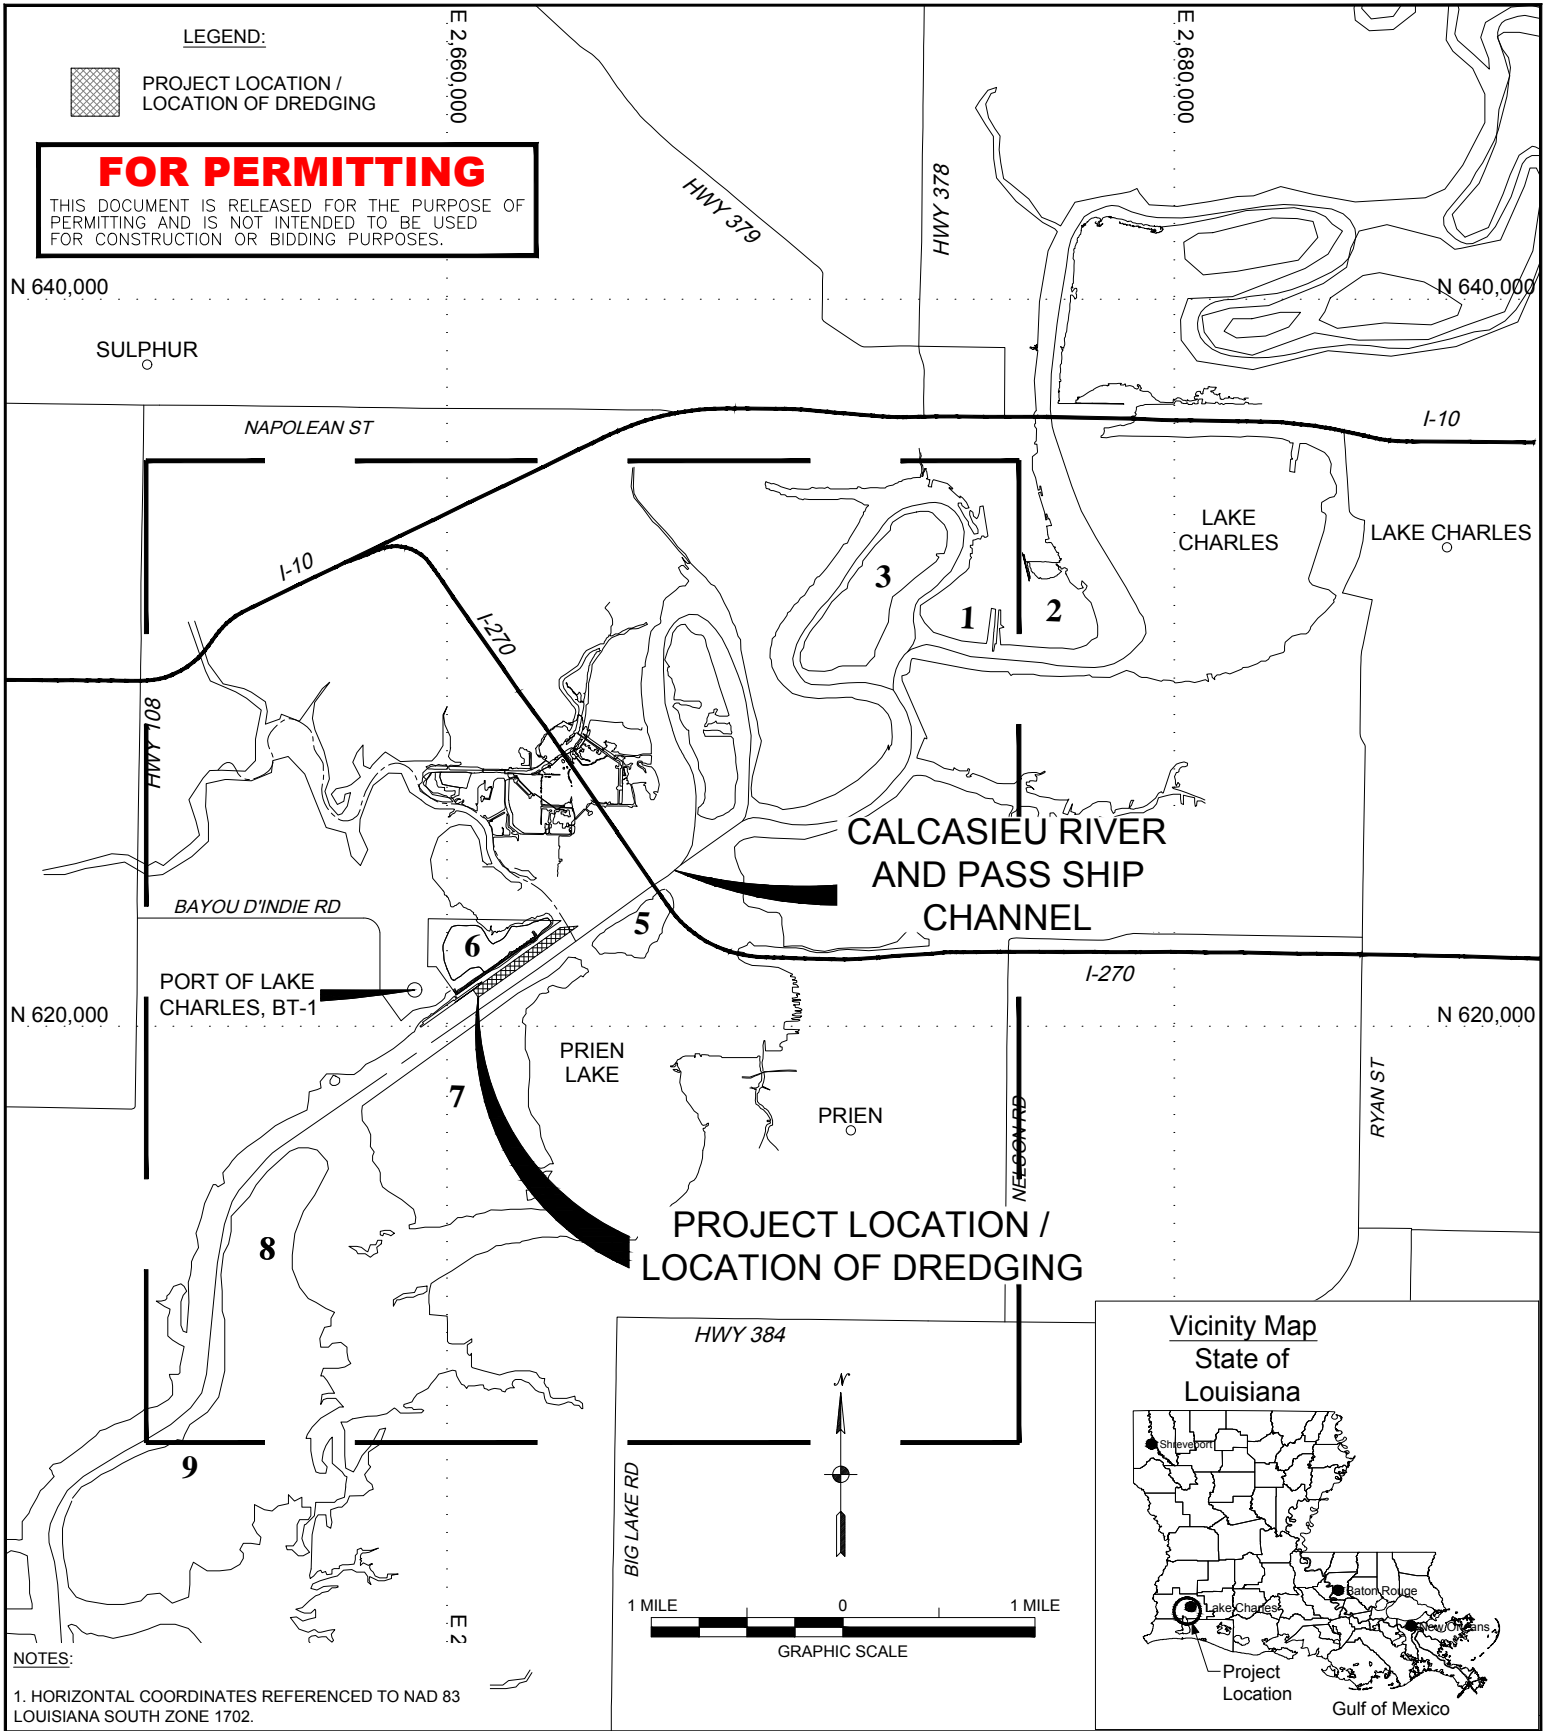 LEGEND:
PROJECT LOCATION /
LOCATION OF DREDGING
FOR PERMITTING
THIS DOCUMENT IS RELEASED FOR THE PURPOSE OF
PERMITTING AND IS NOT INTENDED TO BE USED
FOR CONSTRUCTION OR BIDDING PURPOSES.
E 2,660,000
E 2,680,000
HWY 379
HWY 378
N 640,000
N 640,000
SULPHUR
NAPOLEAN ST
I-10
I-10
LAKE
CHARLES
LAKE CHARLES
3
1
2
I-270
HWY 108
CALCASIEU RIVER
AND PASS SHIP
CHANNEL
BAYOU D'INDIE RD
5
6
PORT OF LAKE
CHARLES, BT-1
I-270
N 620,000
N 620,000
PRIEN
LAKE
7
PRIEN
NELSON RD
RYAN ST
PROJECT LOCATION /
LOCATION OF DREDGING
8
HWY 384
N
9
BIG LAKE RD
1 MILE
0
1 MILE
GRAPHIC SCALE
E 2
Vicinity Map
State of
Louisiana
Shreveport
Baton Rouge
Lake Charles
New Orleans
Project
Location
Gulf of Mexico
NOTES:
1. HORIZONTAL COORDINATES REFERENCED TO NAD 83
LOUISIANA SOUTH ZONE 1702.